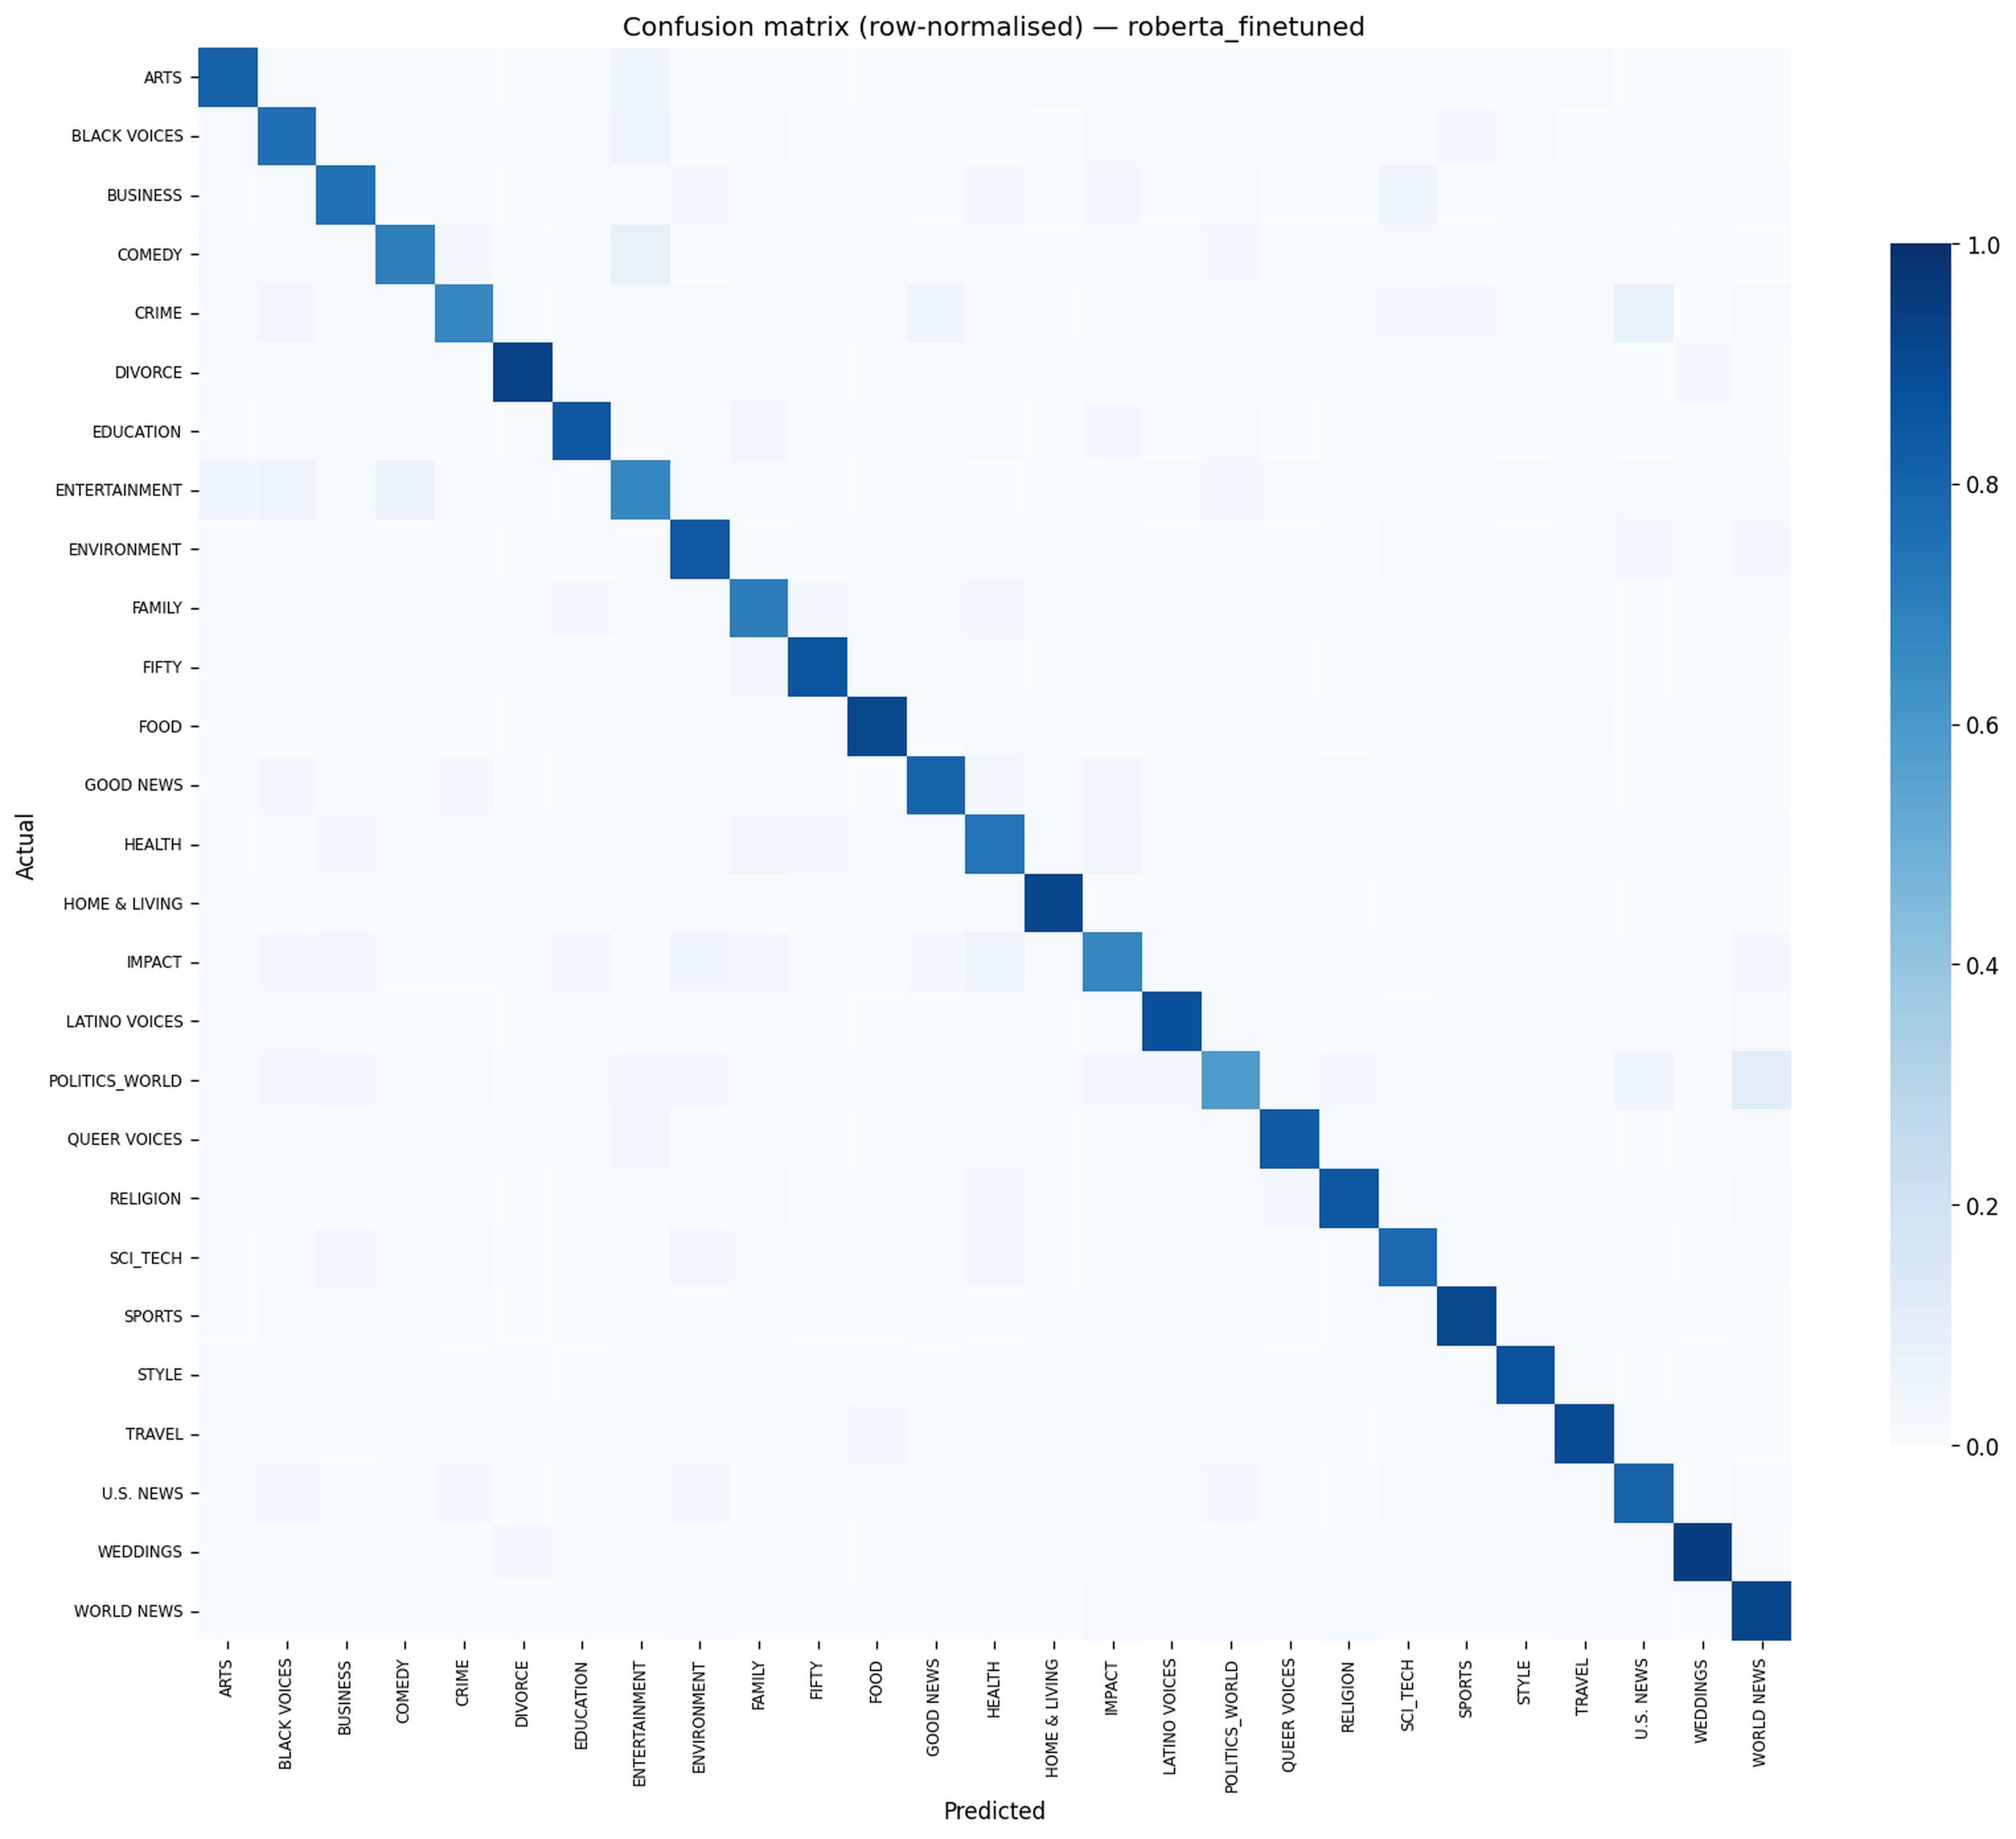 Confusion matrix (row-normalised) — roberta_finetuned
ARTS
BLACK VOICES
BUSINESS
COMEDY
CRIME
DIVORCE
EDUCATION
ENTERTAINMENT
ENVIRONMENT
FAMILY
FIFTY
FOOD
GOOD NEWS
HEALTH
HOME & LIVING
IMPACT
LATINO VOICES
POLITICS_WORLD
QUEER VOICES
RELIGION
SCI_TECH
SPORTS
STYLE
TRAVEL
U.S. NEWS
WEDDINGS
WORLD NEWS
Actual
ARTS
BLACK VOICES
BUSINESS
COMEDY
CRIME
DIVORCE
EDUCATION
ENTERTAINMENT
ENVIRONMENT
FAMILY
FIFTY
FOOD
GOOD NEWS
HEALTH
HOME & LIVING
IMPACT
LATINO VOICES
POLITICS_WORLD
QUEER VOICES
RELIGION
SCI_TECH
SPORTS
STYLE
TRAVEL
U.S. NEWS
WEDDINGS
WORLD NEWS
Predicted
1.0
0.8
0.6
0.4
0.2
0.0